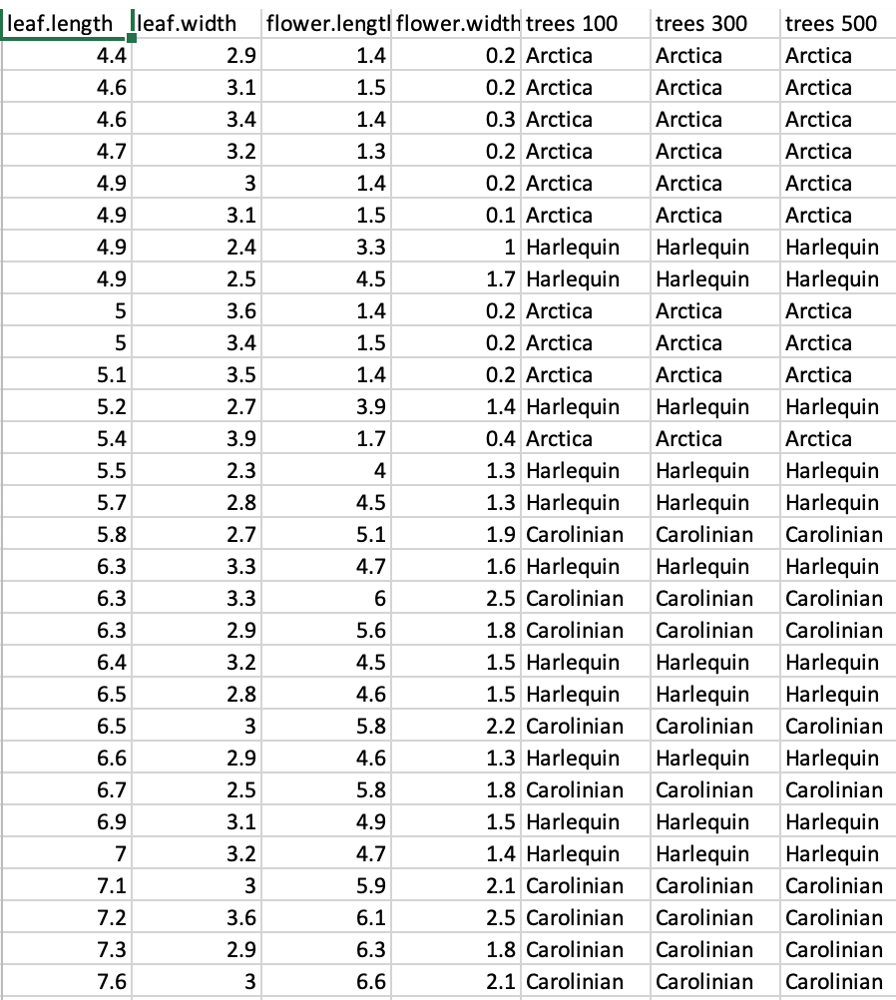 leaf.length leaf.width flower.lengtl flower.width trees 100 trees 300 trees 500
4.4 2.9 1.4 0.2 Arctica Arctica Arctica
4.6 3.1 1.5 0.2 Arctica Arctica Arctica
4.6 3.4 1.4 0.3 Arctica Arctica Arctica
4.7 3.2 1.3 0.2 Arctica Arctica Arctica
4.9 3 1.4 0.2 Arctica Arctica Arctica
4.9 3.1 1.5 0.1 Arctica Arctica Arctica
4.9 2.4 3.3 1 Harlequin Harlequin Harlequin
4.9 2.5 4.5 1.7 Harlequin Harlequin Harlequin
5 3.6 1.4 0.2 Arctica Arctica Arctica
5 3.4 1.5 0.2 Arctica Arctica Arctica
5.1 3.5 1.4 0.2 Arctica Arctica Arctica
5.2 2.7 3.9 1.4 Harlequin Harlequin Harlequin
5.4 3.9 1.7 0.4 Arctica Arctica Arctica
5.5 2.3 4 1.3 Harlequin Harlequin Harlequin
5.7 2.8 4.5 1.3 Harlequin Harlequin Harlequin
5.8 2.7 5.1 1.9 Carolinian Carolinian Carolinian
6.3 3.3 4.7 1.6 Harlequin Harlequin Harlequin
6.3 3.3 6 2.5 Carolinian Carolinian Carolinian
6.3 2.9 5.6 1.8 Carolinian Carolinian Carolinian
6.4 3.2 4.5 1.5 Harlequin Harlequin Harlequin
6.5 2.8 4.6 1.5 Harlequin Harlequin Harlequin
6.5 3 5.8 2.2 Carolinian Carolinian Carolinian
6.6 2.9 4.6 1.3 Harlequin Harlequin Harlequin
6.7 2.5 5.8 1.8 Carolinian Carolinian Carolinian
6.9 3.1 4.9 1.5 Harlequin Harlequin Harlequin
7 3.2 4.7 1.4 Harlequin Harlequin Harlequin
7.1 3 5.9 2.1 Carolinian Carolinian Carolinian
7.2 3.6 6.1 2.5 Carolinian Carolinian Carolinian
7.3 2.9 6.3 1.8 Carolinian Carolinian Carolinian
7.6 3 6.6 2.1 Carolinian Carolinian Carolinian